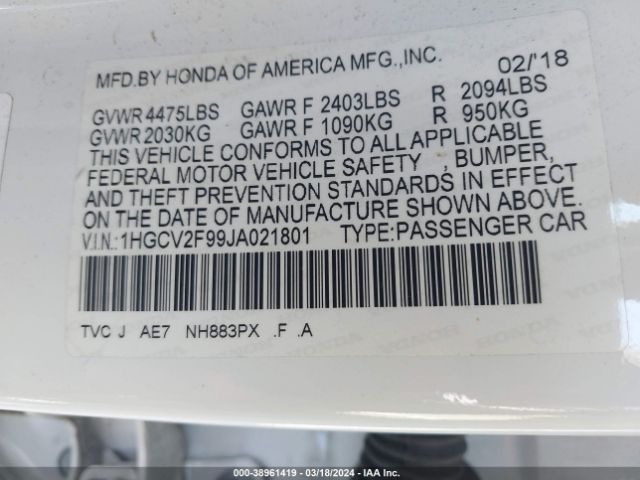 MFD.BY HONDA OF AMERICA MFG.,INC. 02/'18
GVWR 4475LBS GAWR F 2403LBS R 2094LBS
GVWR 2030KG GAWR F 1090KG R 950KG
THIS VEHICLE CONFORMS TO ALL APPLICABLE
FEDERAL MOTOR VEHICLE SAFETY , BUMPER,
AND THEFT PREVENTION STANDARDS IN EFFECT
ON THE DATE OF MANUFACTURE SHOWN ABOVE.
V.I.N.:1HGCV2F99JA021801 TYPE:PASSENGER CAR
TVC J AE7 NH883PX .F .A
000-38961419 - 03/18/2024 - IAA Inc.